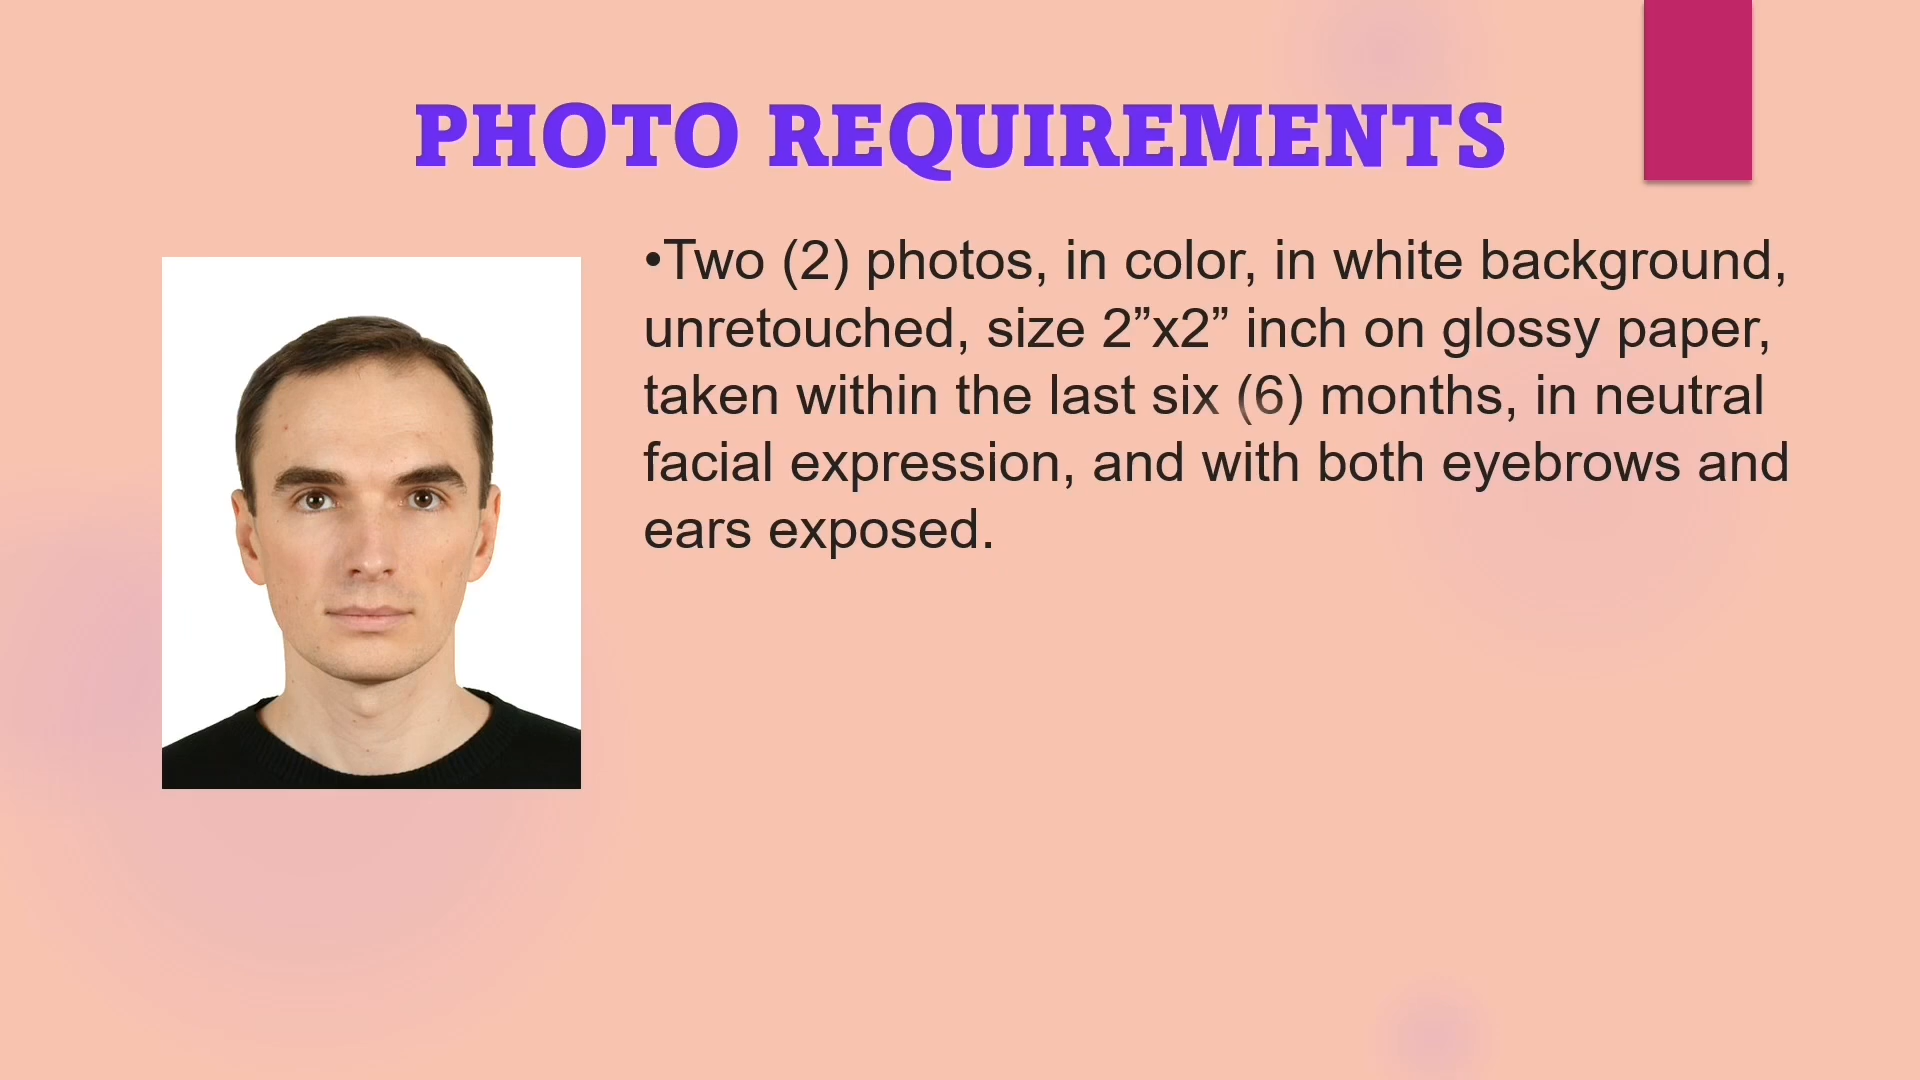 PHOTO REQUIREMENTS
•Two (2) photos, in color, in white background,
unretouched, size 2”x2” inch on glossy paper,
taken within the last six (6) months, in neutral
facial expression, and with both eyebrows and
ears exposed.